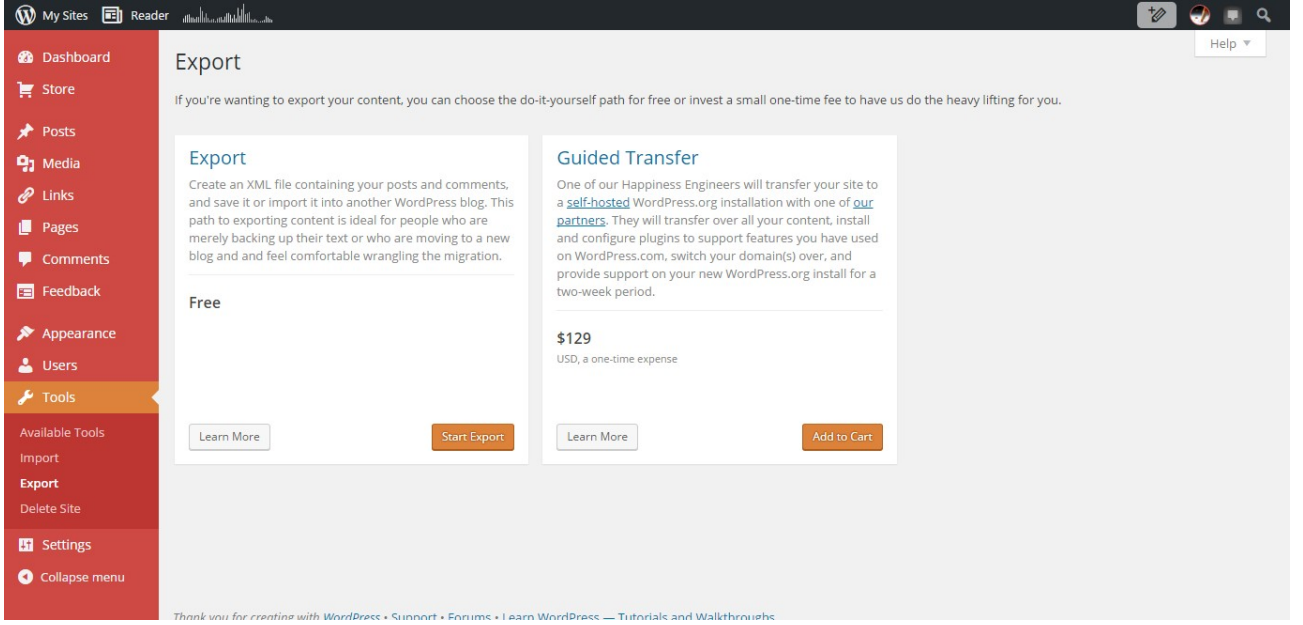 My Sites
Reader
Help
Dashboard
Store
Posts
Media
Links
Pages
Comments
Feedback
Appearance
Users
Tools
Available Tools
Import
Export
Delete Site
Settings
Collapse menu
Export
If you're wanting to export your content, you can choose the do-it-yourself path for free or invest a small one-time fee to have us do the heavy lifting for you.
Export
Create an XML file containing your posts and comments,
and save it or import it into another WordPress blog. This
path to exporting content is ideal for people who are
merely backing up their text or who are moving to a new
blog and and feel comfortable wrangling the migration.
Free
Learn More
Start Export
Guided Transfer
One of our Happiness Engineers will transfer your site to
a self-hosted WordPress.org installation with one of our
partners. They will transfer over all your content, install
and configure plugins to support features you have used
on WordPress.com, switch your domain(s) over, and
provide support on your new WordPress.org install for a
two-week period.
$129
USD, a one-time expense
Learn More
Add to Cart
Thank you for creating with WordPress • Support • Forums • Learn WordPress — Tutorials and Walkthroughs